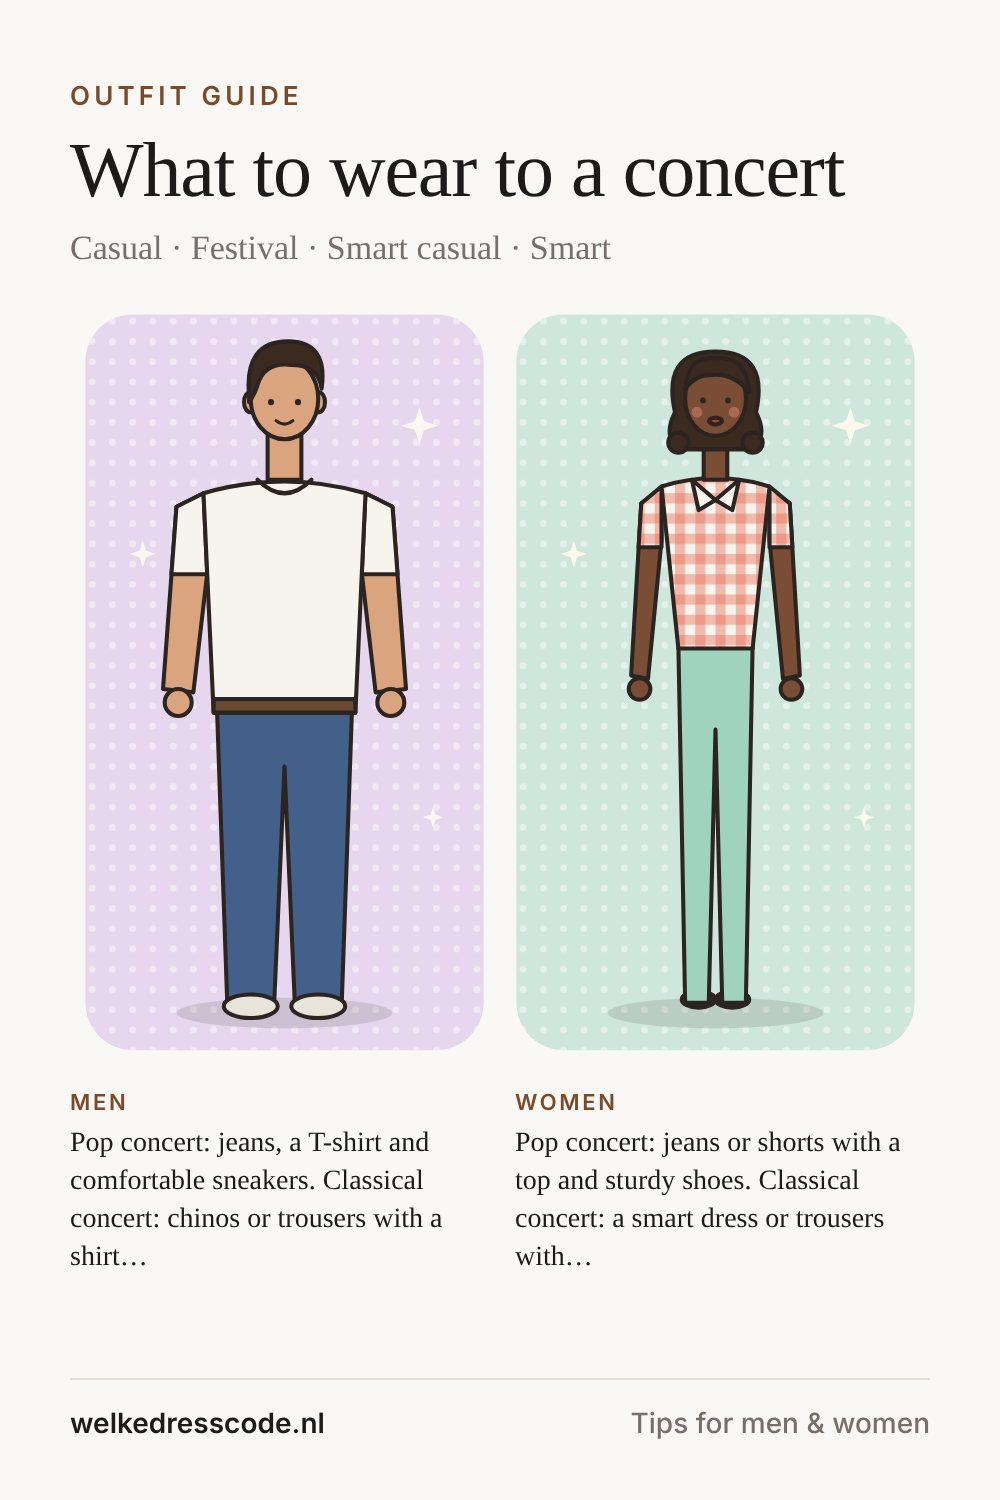 OUTFIT GUIDE
What to wear to a concert
Casual · Festival · Smart casual · Smart
MEN
Pop concert: jeans, a T-shirt and
comfortable sneakers. Classical
concert: chinos or trousers with a
shirt…
WOMEN
Pop concert: jeans or shorts with a
top and sturdy shoes. Classical
concert: a smart dress or trousers
with…
welkedresscode.nl
Tips for men & women